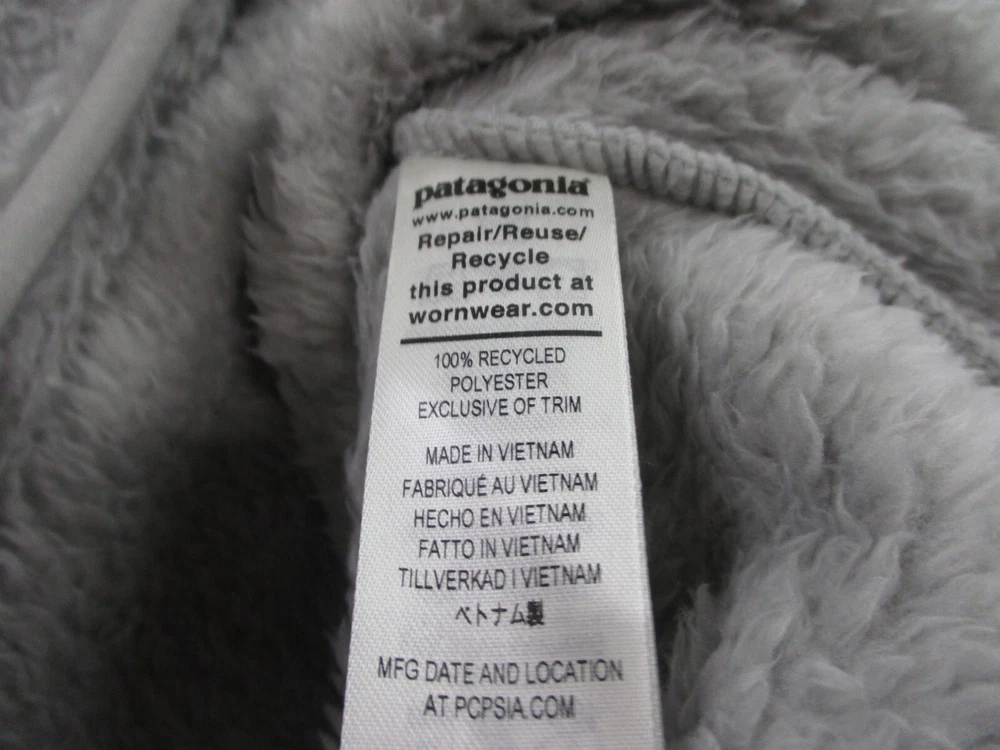 patagonia
www.patagonia.com
Repair/Reuse/
Recycle
this product at
wornwear.com
100% RECYCLED
POLYESTER
EXCLUSIVE OF TRIM
MADE IN VIETNAM
FABRIQUÉ AU VIETNAM
HECHO EN VIETNAM
FATTO IN VIETNAM
TILLVERKAD I VIETNAM
ベトナム製
MFG DATE AND LOCATION
AT PCPSIA.COM